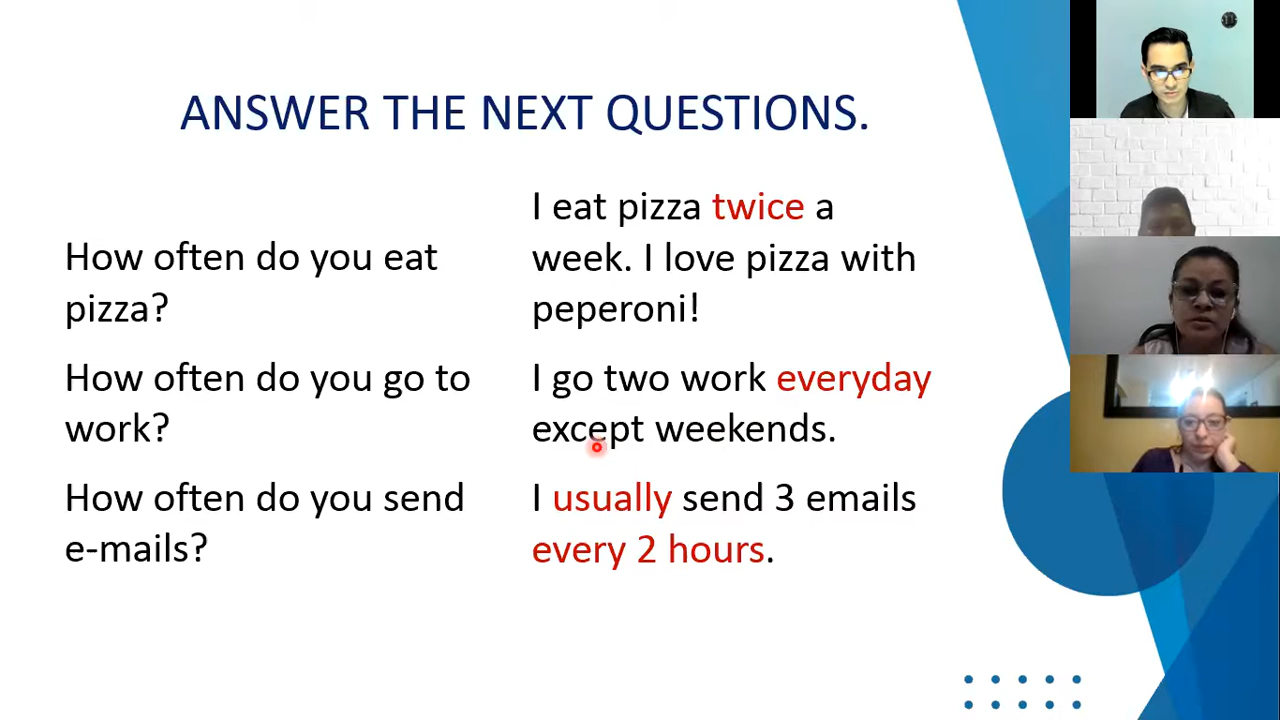 ANSWER THE NEXT QUESTIONS.
How often do you eat
pizza?
I eat pizza twice a
week. I love pizza with
peperoni!
How often do you go to
work?
I go two work everyday
except weekends.
How often do you send
e-mails?
I usually send 3 emails
every 2 hours.